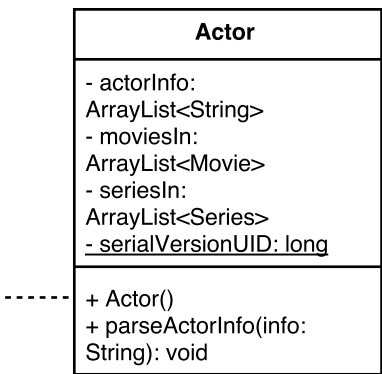 Actor
- actorInfo:
ArrayList<String>
- moviesIn:
ArrayList<Movie>
- seriesIn:
ArrayList<Series>
- serialVersionUID: long
+ Actor()
+ parseActorInfo(info:
String): void